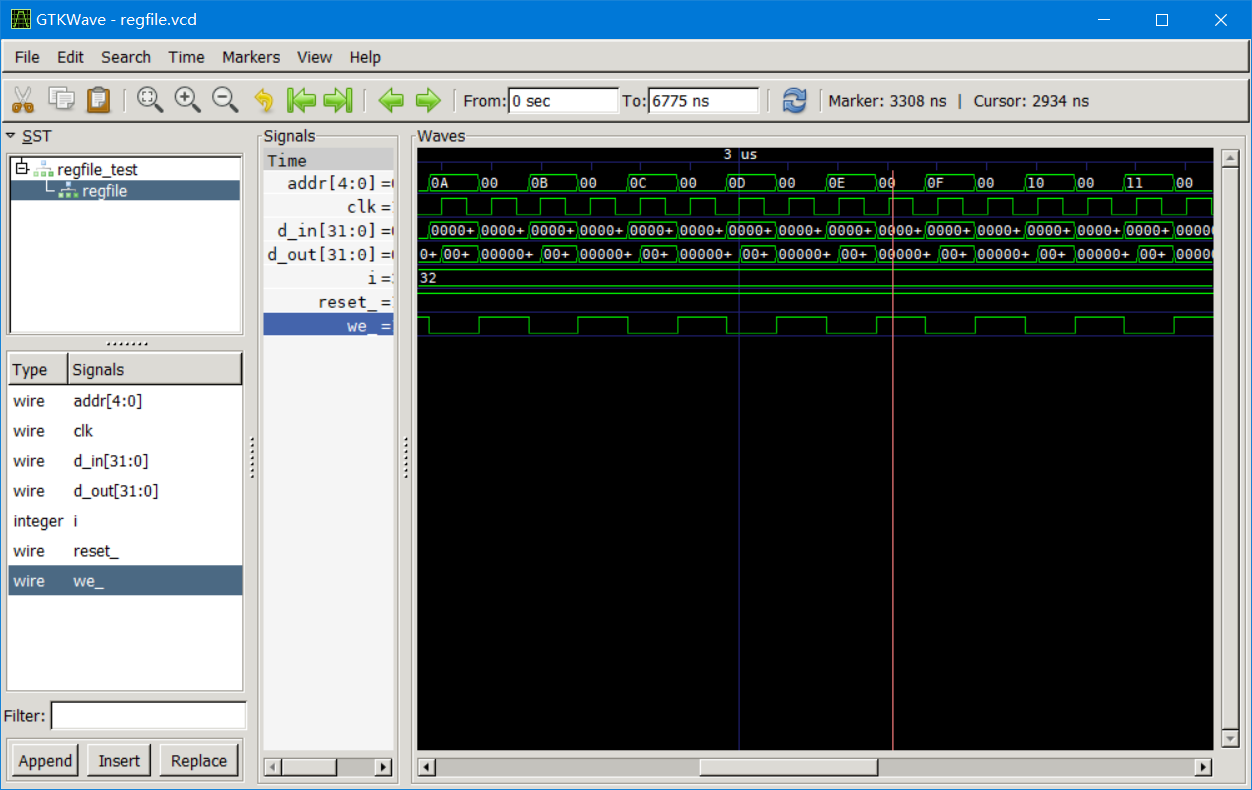 GTKWave - regfile.vcd
File Edit Search Time Markers View Help
From: 0 sec To: 6775 ns Marker: 3308 ns | Cursor: 2934 ns
SST
regfile_test
regfile
Type Signals
wire addr[4:0]
wire clk
wire d_in[31:0]
wire d_out[31:0]
integer i
wire reset_
wire we_
Filter:
Append Insert Replace
Signals
Time
addr[4:0] =
clk =
d_in[31:0] =
d_out[31:0] =
i =
reset_ =
we_ =
Waves
3 us
0A 00 0B 00 0C 00 0D 00 0E 00 0F 00 10 00 11 00
0000+ 0000+ 0000+ 0000+ 0000+ 0000+ 0000+ 0000+ 0000+ 0000+ 0000+ 0000+ 0000+ 0000+ 0000+ 0000
0+ 00+ 00000+ 00+ 00000+ 00+ 00000+ 00+ 00000+ 00+ 00000+ 00+ 00000+ 00+ 00000+ 00+ 0000
32